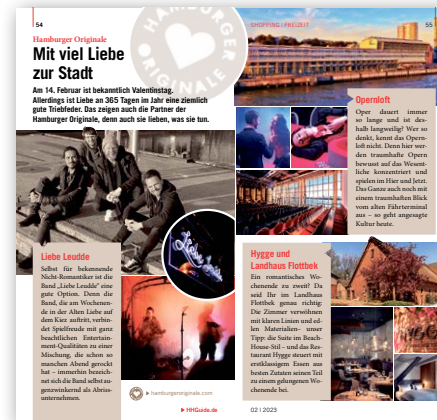 54
SHOPPING | FREIZEIT
55
HAMBURGER
ORIGINALE
Hamburger Originale
Mit viel Liebe
zur Stadt
Am 14. Februar ist bekanntlich Valentinstag.
Allerdings ist Liebe an 365 Tagen im Jahr eine ziemlich
gute Triebfeder. Das zeigen auch die Partner der
Hamburger Originale, denn auch sie lieben, was sie tun.
Opernloft
Oper dauert immer
so lange und ist des-
halb langweilig? Wer so
denkt, kennt das Opern-
loft nicht. Denn hier wer-
den traumhafte Opern
bewusst auf das Wesent-
liche konzentriert und
spielen im Hier und Jetzt.
Das Ganze auch noch mit
einem traumhaften Blick
vom alten Fährterminal
aus – so geht angesagte
Kultur heute.
Liebe Leudde
Liebe Leudde
Selbst für bekennende
Nicht-Romantiker ist die
Band „Liebe Leudde“ eine
gute Option. Denn die
Band, die am Wochenen-
de in der Alten Liebe auf
dem Kiez auftritt, verbin-
det Spielfreude mit ganz
beachtlichen Entertain-
ment-Qualitäten zu einer
Mischung, die schon so
manchen Abend gerockt
hat – immerhin bezeich-
net sich die Band selbst au-
genzwinkernd als Abriss-
unternehmen.
Hygge und
Landhaus Flottbek
Ein romantisches Wo-
chenende zu zweit? Da
seid Ihr im Landhaus
Flottbek genau richtig:
Die Zimmer verwöhnen
mit klaren Linien und ed-
len Materialien– unser
Tipp: die Suite im Beach-
House-Stil – und das Res-
taurant Hygge steuert mit
erstklassigem Essen aus
besten Zutaten seinen Teil
zu einem gelungenen Wo-
chenende bei.
hamburgeroriginale.com
HHGuide.de
02 | 2023